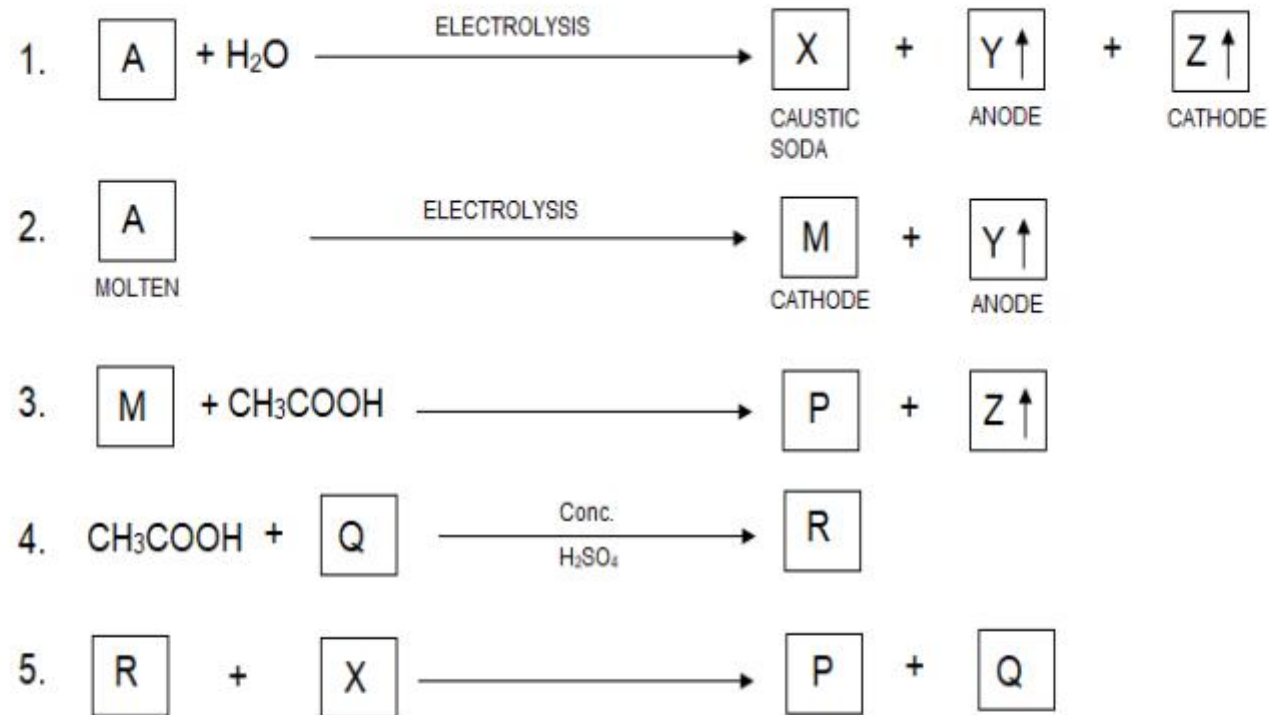 1. A + H₂O ELECTROLYSIS X + Y↑ + Z↑
CAUSTIC SODA ANODE CATHODE
2. A ELECTROLYSIS M + Y↑
MOLTEN CATHODE ANODE
3. M + CH₃COOH P + Z↑
4. CH₃COOH + Q Conc. H₂SO₄ R
5. R + X P + Q